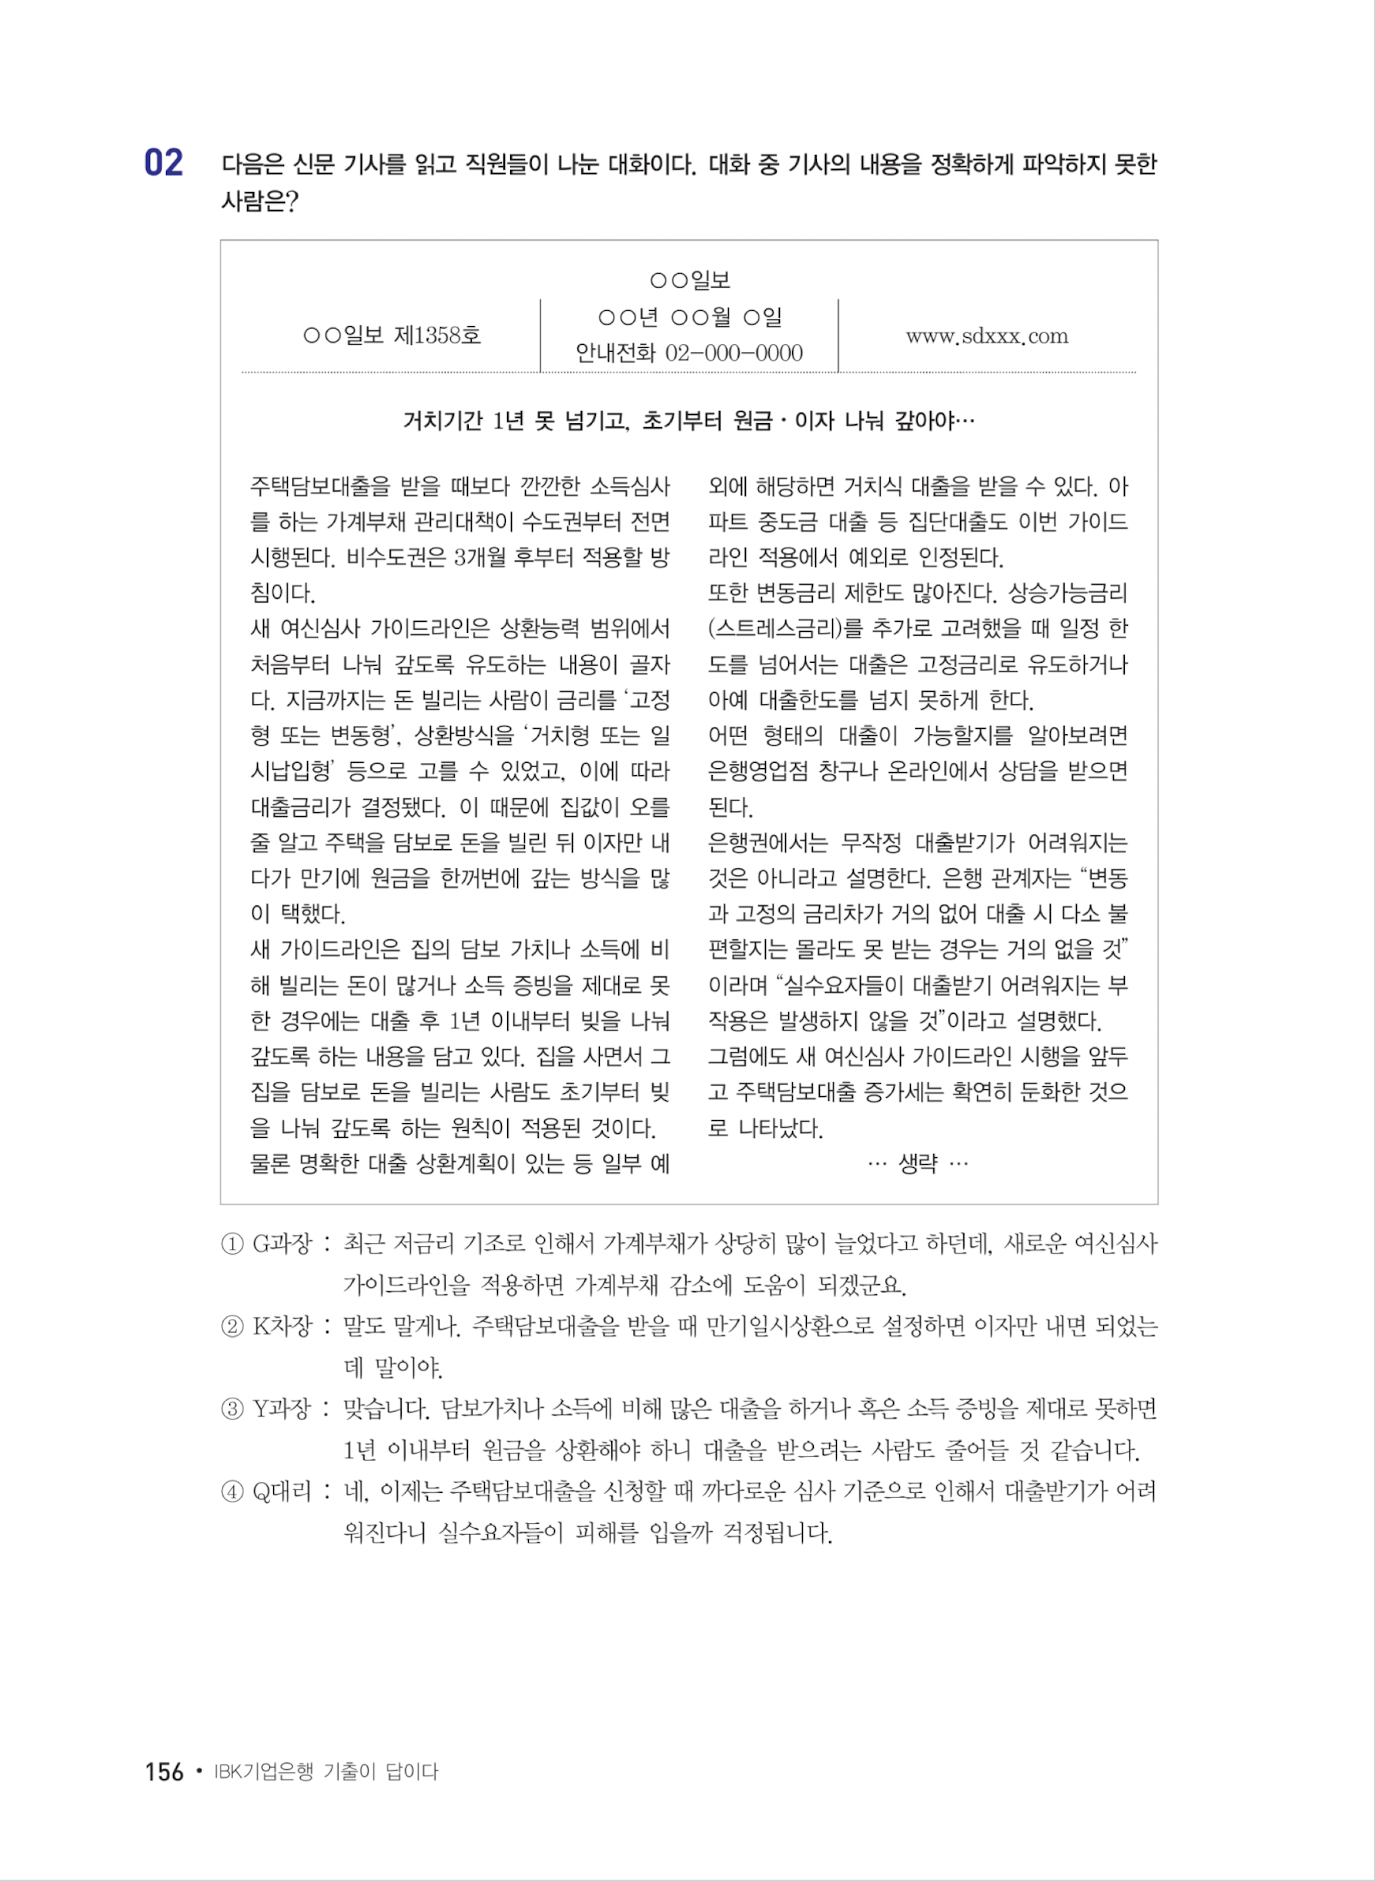 02 다음은 신문 기사를 읽고 직원들이 나눈 대화이다. 대화 중 기사의 내용을 정확하게 파악하지 못한
사람은?
○○일보
○○일보 제1358호
○○년 ○○월 ○일
안내전화 02-000-0000
www.sdxxx.com
거치기간 1년 못 넘기고, 초기부터 원금·이자 나눠 갚아야…
주택담보대출을 받을 때보다 깐깐한 소득심사
를 하는 가계부채 관리대책이 수도권부터 전면
시행된다. 비수도권은 3개월 후부터 적용할 방
침이다.
새 여신심사 가이드라인은 상환능력 범위에서
처음부터 나눠 갚도록 유도하는 내용이 골자
다. 지금까지는 돈 빌리는 사람이 금리를 ‘고정
형 또는 변동형’, 상환방식을 ‘거치형 또는 일
시납입형’ 등으로 고를 수 있었고, 이에 따라
대출금리가 결정됐다. 이 때문에 집값이 오를
줄 알고 주택을 담보로 돈을 빌린 뒤 이자만 내
다가 만기에 원금을 한꺼번에 갚는 방식을 많
이 택했다.
새 가이드라인은 집의 담보 가치나 소득에 비
해 빌리는 돈이 많거나 소득 증빙을 제대로 못
한 경우에는 대출 후 1년 이내부터 빚을 나눠
갚도록 하는 내용을 담고 있다. 집을 사면서 그
집을 담보로 돈을 빌리는 사람도 초기부터 빚
을 나눠 갚도록 하는 원칙이 적용된 것이다.
물론 명확한 대출 상환계획이 있는 등 일부 예
외에 해당하면 거치식 대출을 받을 수 있다. 아
파트 중도금 대출 등 집단대출도 이번 가이드
라인 적용에서 예외로 인정된다.
또한 변동금리 제한도 많아진다. 상승가능금리
(스트레스금리)를 추가로 고려했을 때 일정 한
도를 넘어서는 대출은 고정금리로 유도하거나
아예 대출한도를 넘지 못하게 한다.
어떤 형태의 대출이 가능할지를 알아보려면
은행영업점 창구나 온라인에서 상담을 받으면
된다.
은행권에서는 무작정 대출받기가 어려워지는
것은 아니라고 설명한다. 은행 관계자는 “변동
과 고정의 금리차가 거의 없어 대출 시 다소 불
편할지는 몰라도 못 받는 경우는 거의 없을 것”
이라며 “실수요자들이 대출받기 어려워지는 부
작용은 발생하지 않을 것”이라고 설명했다.
그럼에도 새 여신심사 가이드라인 시행을 앞두
고 주택담보대출 증가세는 확연히 둔화한 것으
로 나타났다.
… 생략 …
① G과장 : 최근 저금리 기조로 인해서 가계부채가 상당히 많이 늘었다고 하던데, 새로운 여신심사
가이드라인을 적용하면 가계부채 감소에 도움이 되겠군요.
② K차장 : 말도 말게나. 주택담보대출을 받을 때 만기일시상환으로 설정하면 이자만 내면 되었는
데 말이야.
③ Y과장 : 맞습니다. 담보가치나 소득에 비해 많은 대출을 하거나 혹은 소득 증빙을 제대로 못하면
1년 이내부터 원금을 상환해야 하니 대출을 받으려는 사람도 줄어들 것 같습니다.
④ Q대리 : 네, 이제는 주택담보대출을 신청할 때 까다로운 심사 기준으로 인해서 대출받기가 어려
워진다니 실수요자들이 피해를 입을까 걱정됩니다.
156 • IBK기업은행 기출이 답이다